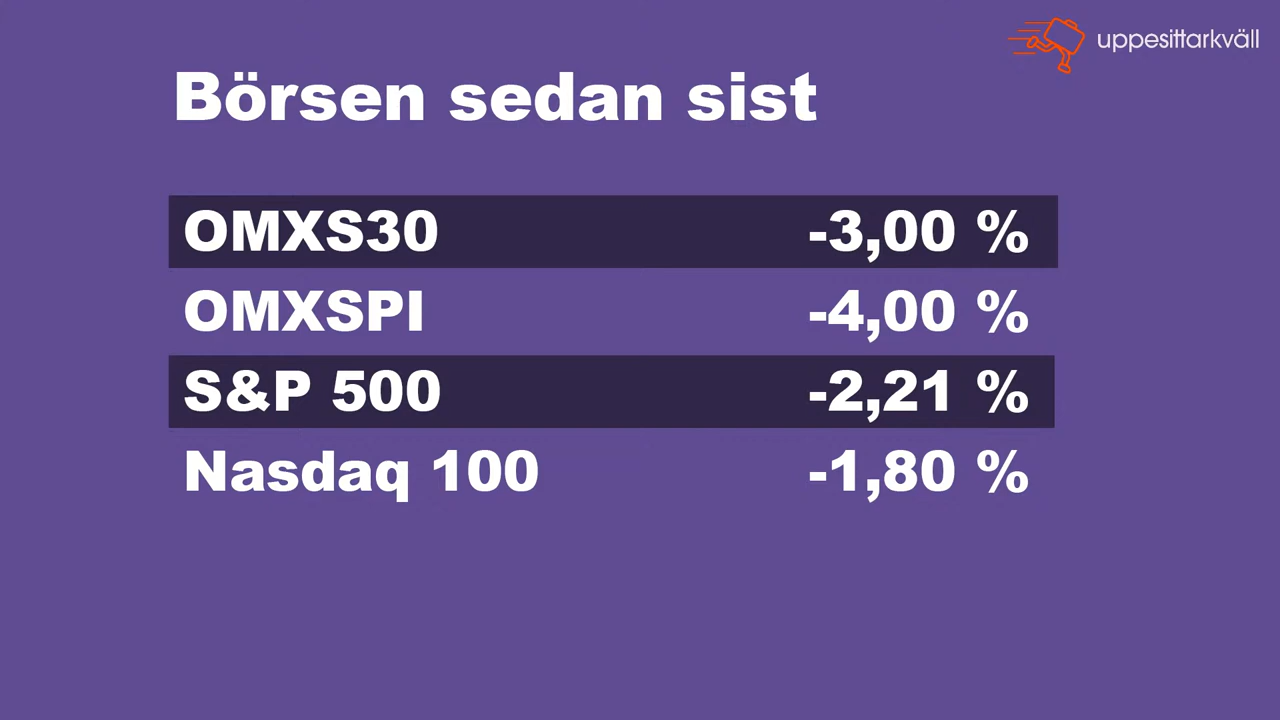 uppesittarkväll
Börsen sedan sist
OMXS30 -3,00 %
OMXSPI -4,00 %
S&P 500 -2,21 %
Nasdaq 100 -1,80 %